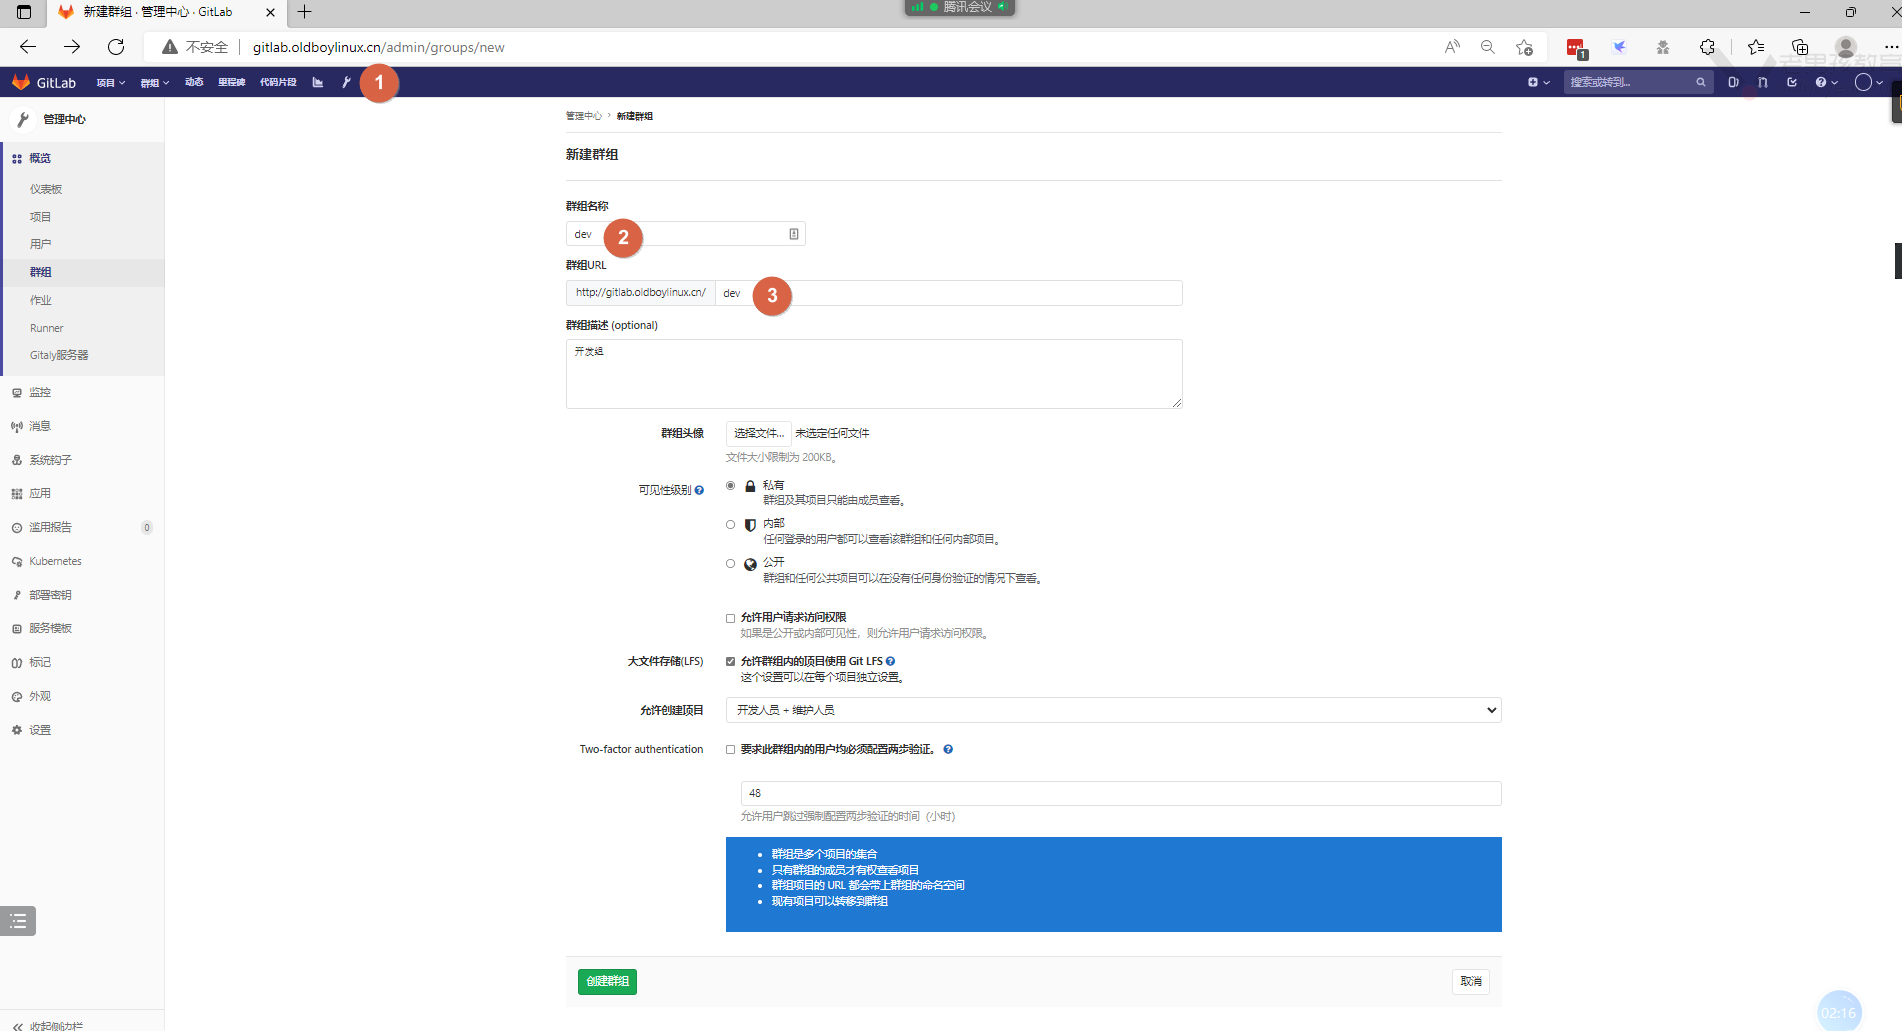 新建群组 · 管理中心 · GitLab
腾讯会议
不安全
gitlab.oldboylinux.cn/admin/groups/new
1
GitLab
项目
群组
动态
里程碑
代码片段
1
搜索或转到...
管理中心
概览
仪表板
项目
用户
群组
作业
Runner
Gitaly服务器
监控
消息
系统钩子
应用
滥用报告
0
Kubernetes
部署密钥
服务模板
标记
外观
设置
收起侧边栏
管理中心 › 新建群组
新建群组
群组名称
dev
2
群组URL
http://gitlab.oldboylinux.cn/
dev
3
群组描述 (optional)
开发组
群组头像
选择文件... 未选定任何文件
文件大小限制为 200KB。
可见性级别
私有
群组及其项目只能由成员查看。
内部
任何登录的用户都可以查看该群组和任何内部项目。
公开
群组和任何公共项目可以在没有任何身份验证的情况下查看。
允许用户请求访问权限
如果是公开或内部可见性，则允许用户请求访问权限。
大文件存储(LFS)
允许群组内的项目使用 Git LFS
这个设置可以在每个项目独立设置。
允许创建项目
开发人员 + 维护人员
Two-factor authentication
要求此群组内的用户均必须配置两步验证。
48
允许用户跳过强制配置两步验证的时间（小时）
群组是多个项目的集合
只有群组的成员才有权查看项目
群组项目的 URL 都会带上群组的命名空间
现有项目可以转移到群组
创建群组
取消
02:16